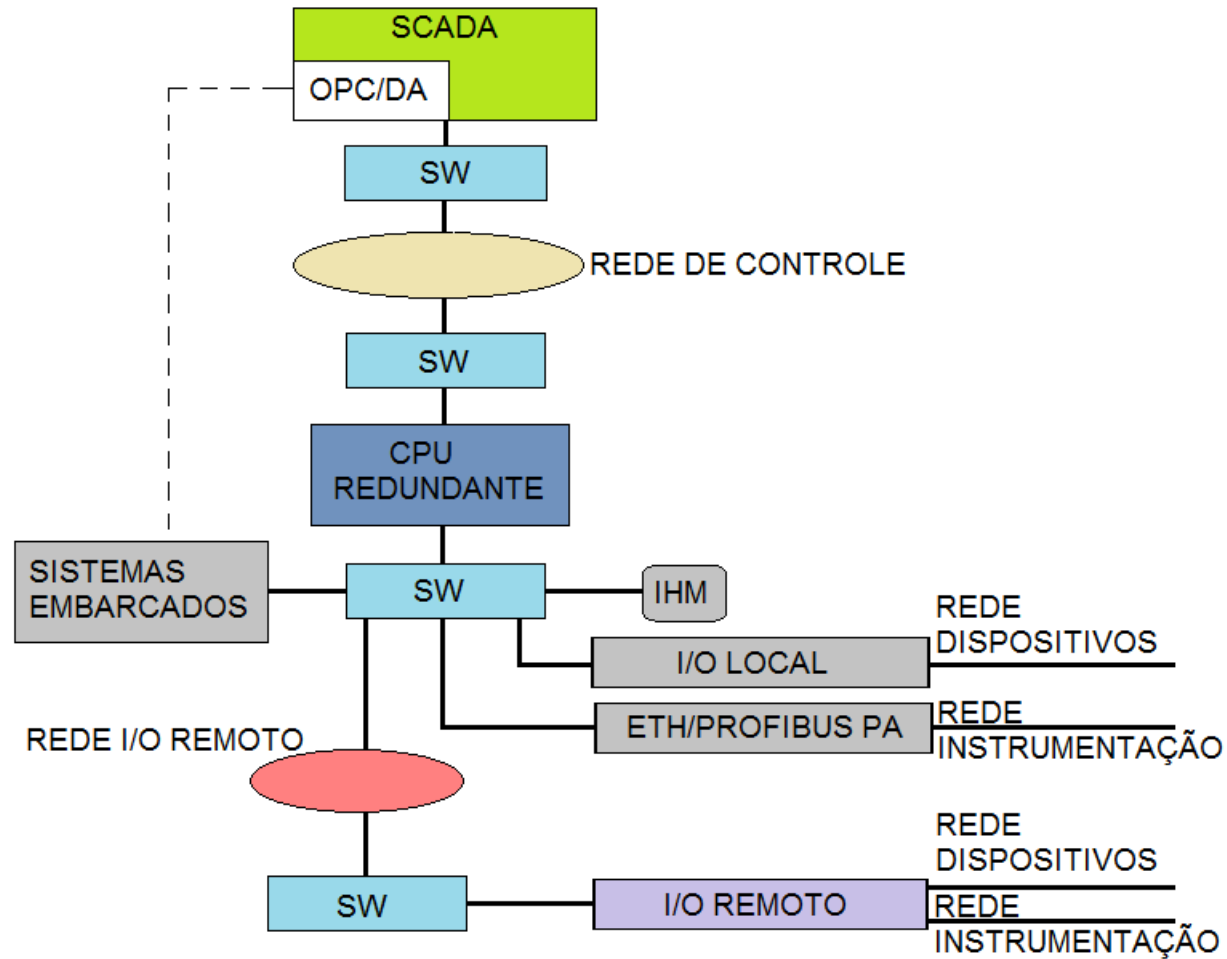 SCADA
OPC/DA
SW
REDE DE CONTROLE
SW
CPU
REDUNDANTE
SISTEMAS
EMBARCADOS
SW
IHM
REDE
DISPOSITIVOS
I/O LOCAL
REDE I/O REMOTO
ETH/PROFIBUS PA
REDE
INSTRUMENTAÇÃO
SW
I/O REMOTO
REDE
DISPOSITIVOS
REDE
INSTRUMENTAÇÃO